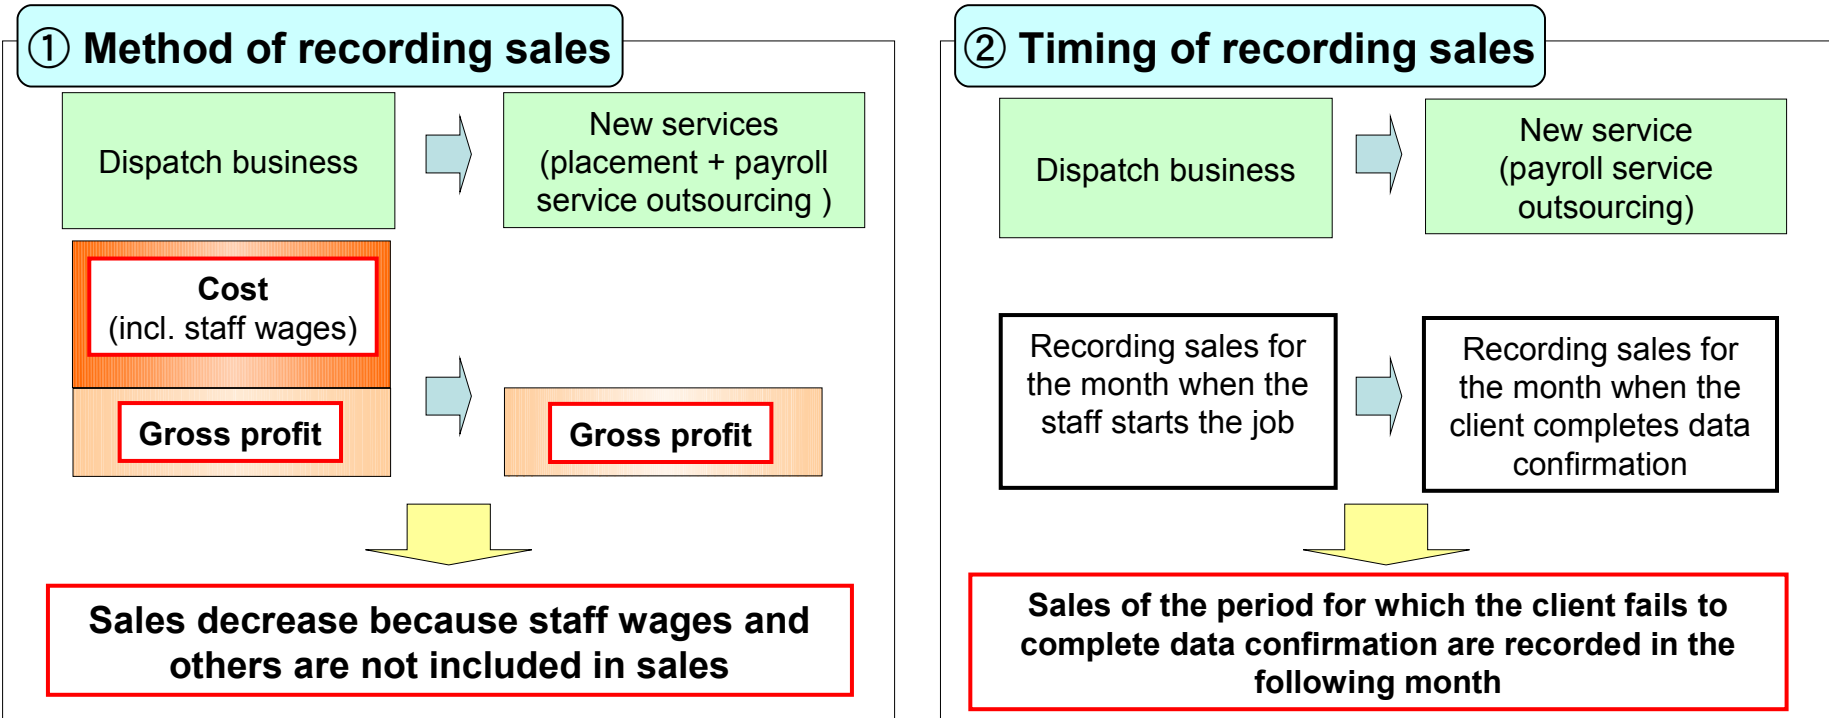 ① Method of recording sales
Dispatch business
New services
(placement + payroll
service outsourcing )
Cost
(incl. staff wages)
Gross profit
Gross profit
Sales decrease because staff wages and
others are not included in sales
② Timing of recording sales
Dispatch business
New service
(payroll service
outsourcing)
Recording sales for
the month when the
staff starts the job
Recording sales for
the month when the
client completes data
confirmation
Sales of the period for which the client fails to
complete data confirmation are recorded in the
following month